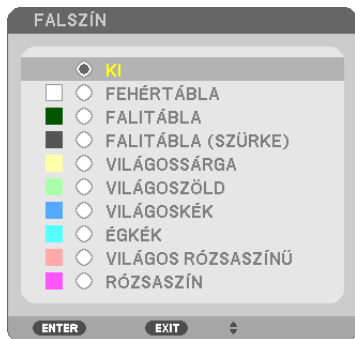 FALSZÍN
KI
FEHÉRTÁBLA
FALITÁBLA
FALITÁBLA (SZÜRKE)
VILÁGOSSÁRGA
VILÁGOSZÖLD
VILÁGOSKÉK
ÉGKÉK
VILÁGOS RÓZSASZÍNŰ
RÓZSASZÍN
ENTER EXIT